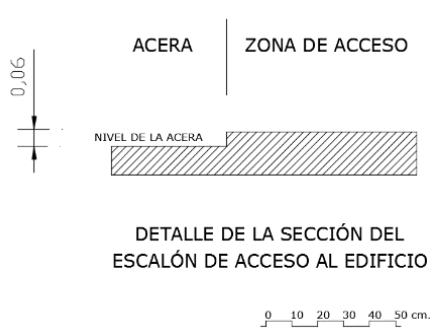 ACERA ZONA DE ACCESO
0,06
NIVEL DE LA ACERA
DETALLE DE LA SECCIÓN DEL
ESCALÓN DE ACCESO AL EDIFICIO
0 10 20 30 40 50 cm.